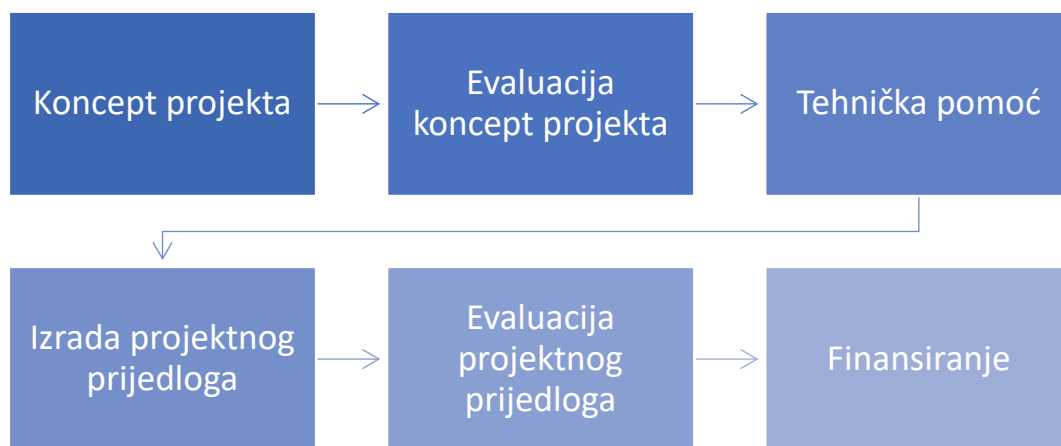 Koncept projekta
Evaluacija
koncept projekta
Tehnička pomoć
Izrada projektnog
prijedloga
Evaluacija
projektnog
prijedloga
Finansiranje